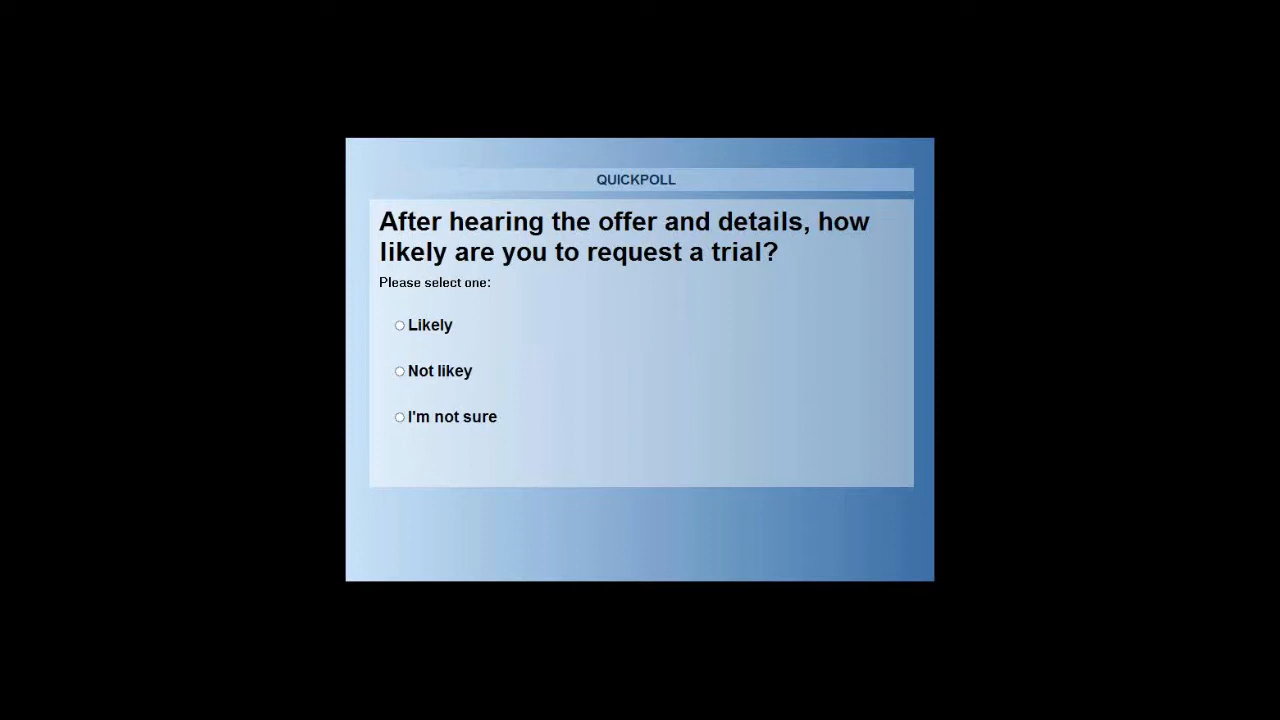 QUICKPOLL
After hearing the offer and details, how
likely are you to request a trial?
Please select one:
Likely
Not likey
I'm not sure